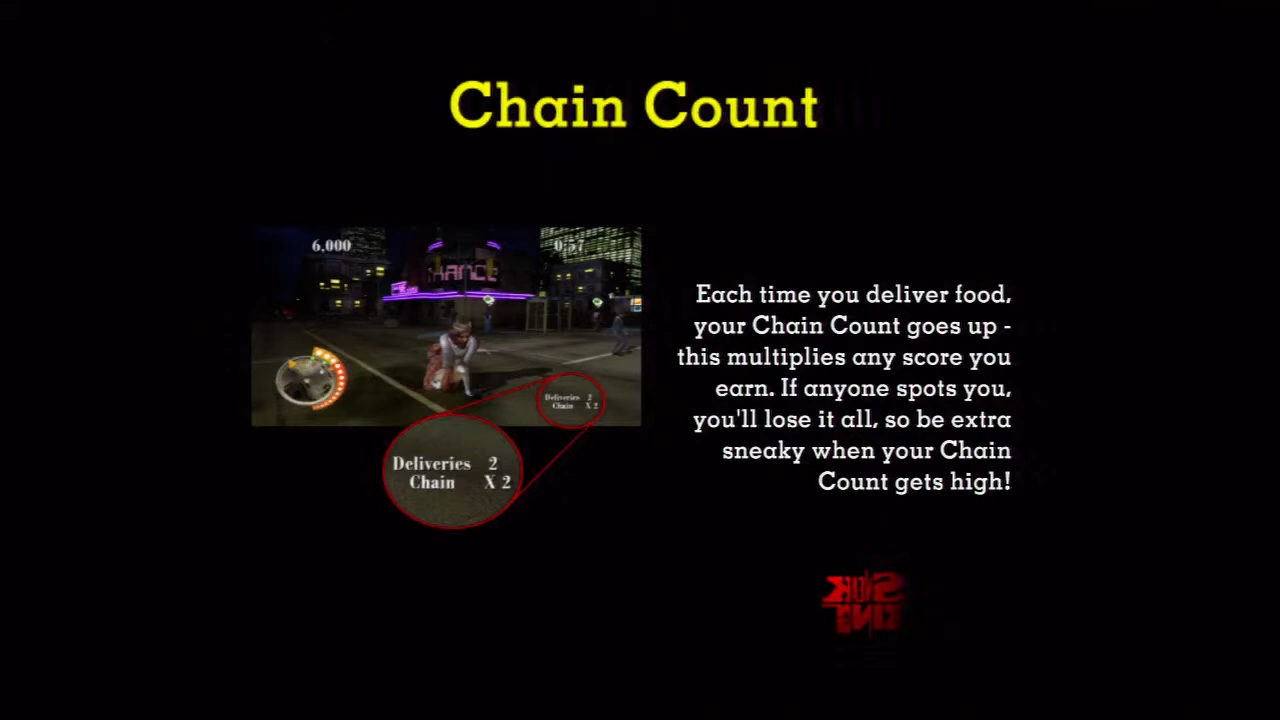 Chain Count
6,000
0:57
CHANCE
Deliveries 2
Chain X 2
Deliveries 2
Chain X 2
Each time you deliver food,
your Chain Count goes up -
this multiplies any score you
earn. If anyone spots you,
you'll lose it all, so be extra
sneaky when your Chain
Count gets high!